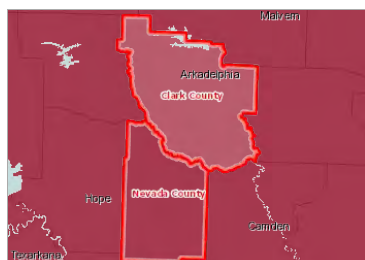 Malvern
Arkadelphia
Clark County
Nevada County
Hope
Camden
Texarkana